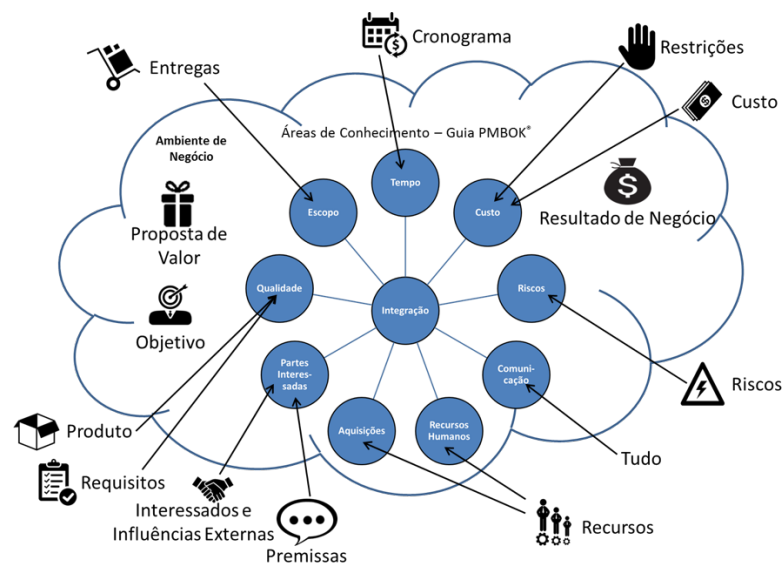 Cronograma
Restrições
Entregas
Custo
Áreas de Conhecimento – Guia PMBOK®
Ambiente de
Negócio
Tempo
Escopo
Custo
Proposta de
Valor
Resultado de Negócio
Qualidade
Riscos
Integração
Objetivo
Partes
Interes-
sadas
Comuni-
cação
Riscos
Produto
Aquisições
Recursos
Humanos
Tudo
Requisitos
Interessados e
Influências Externas
Recursos
Premissas